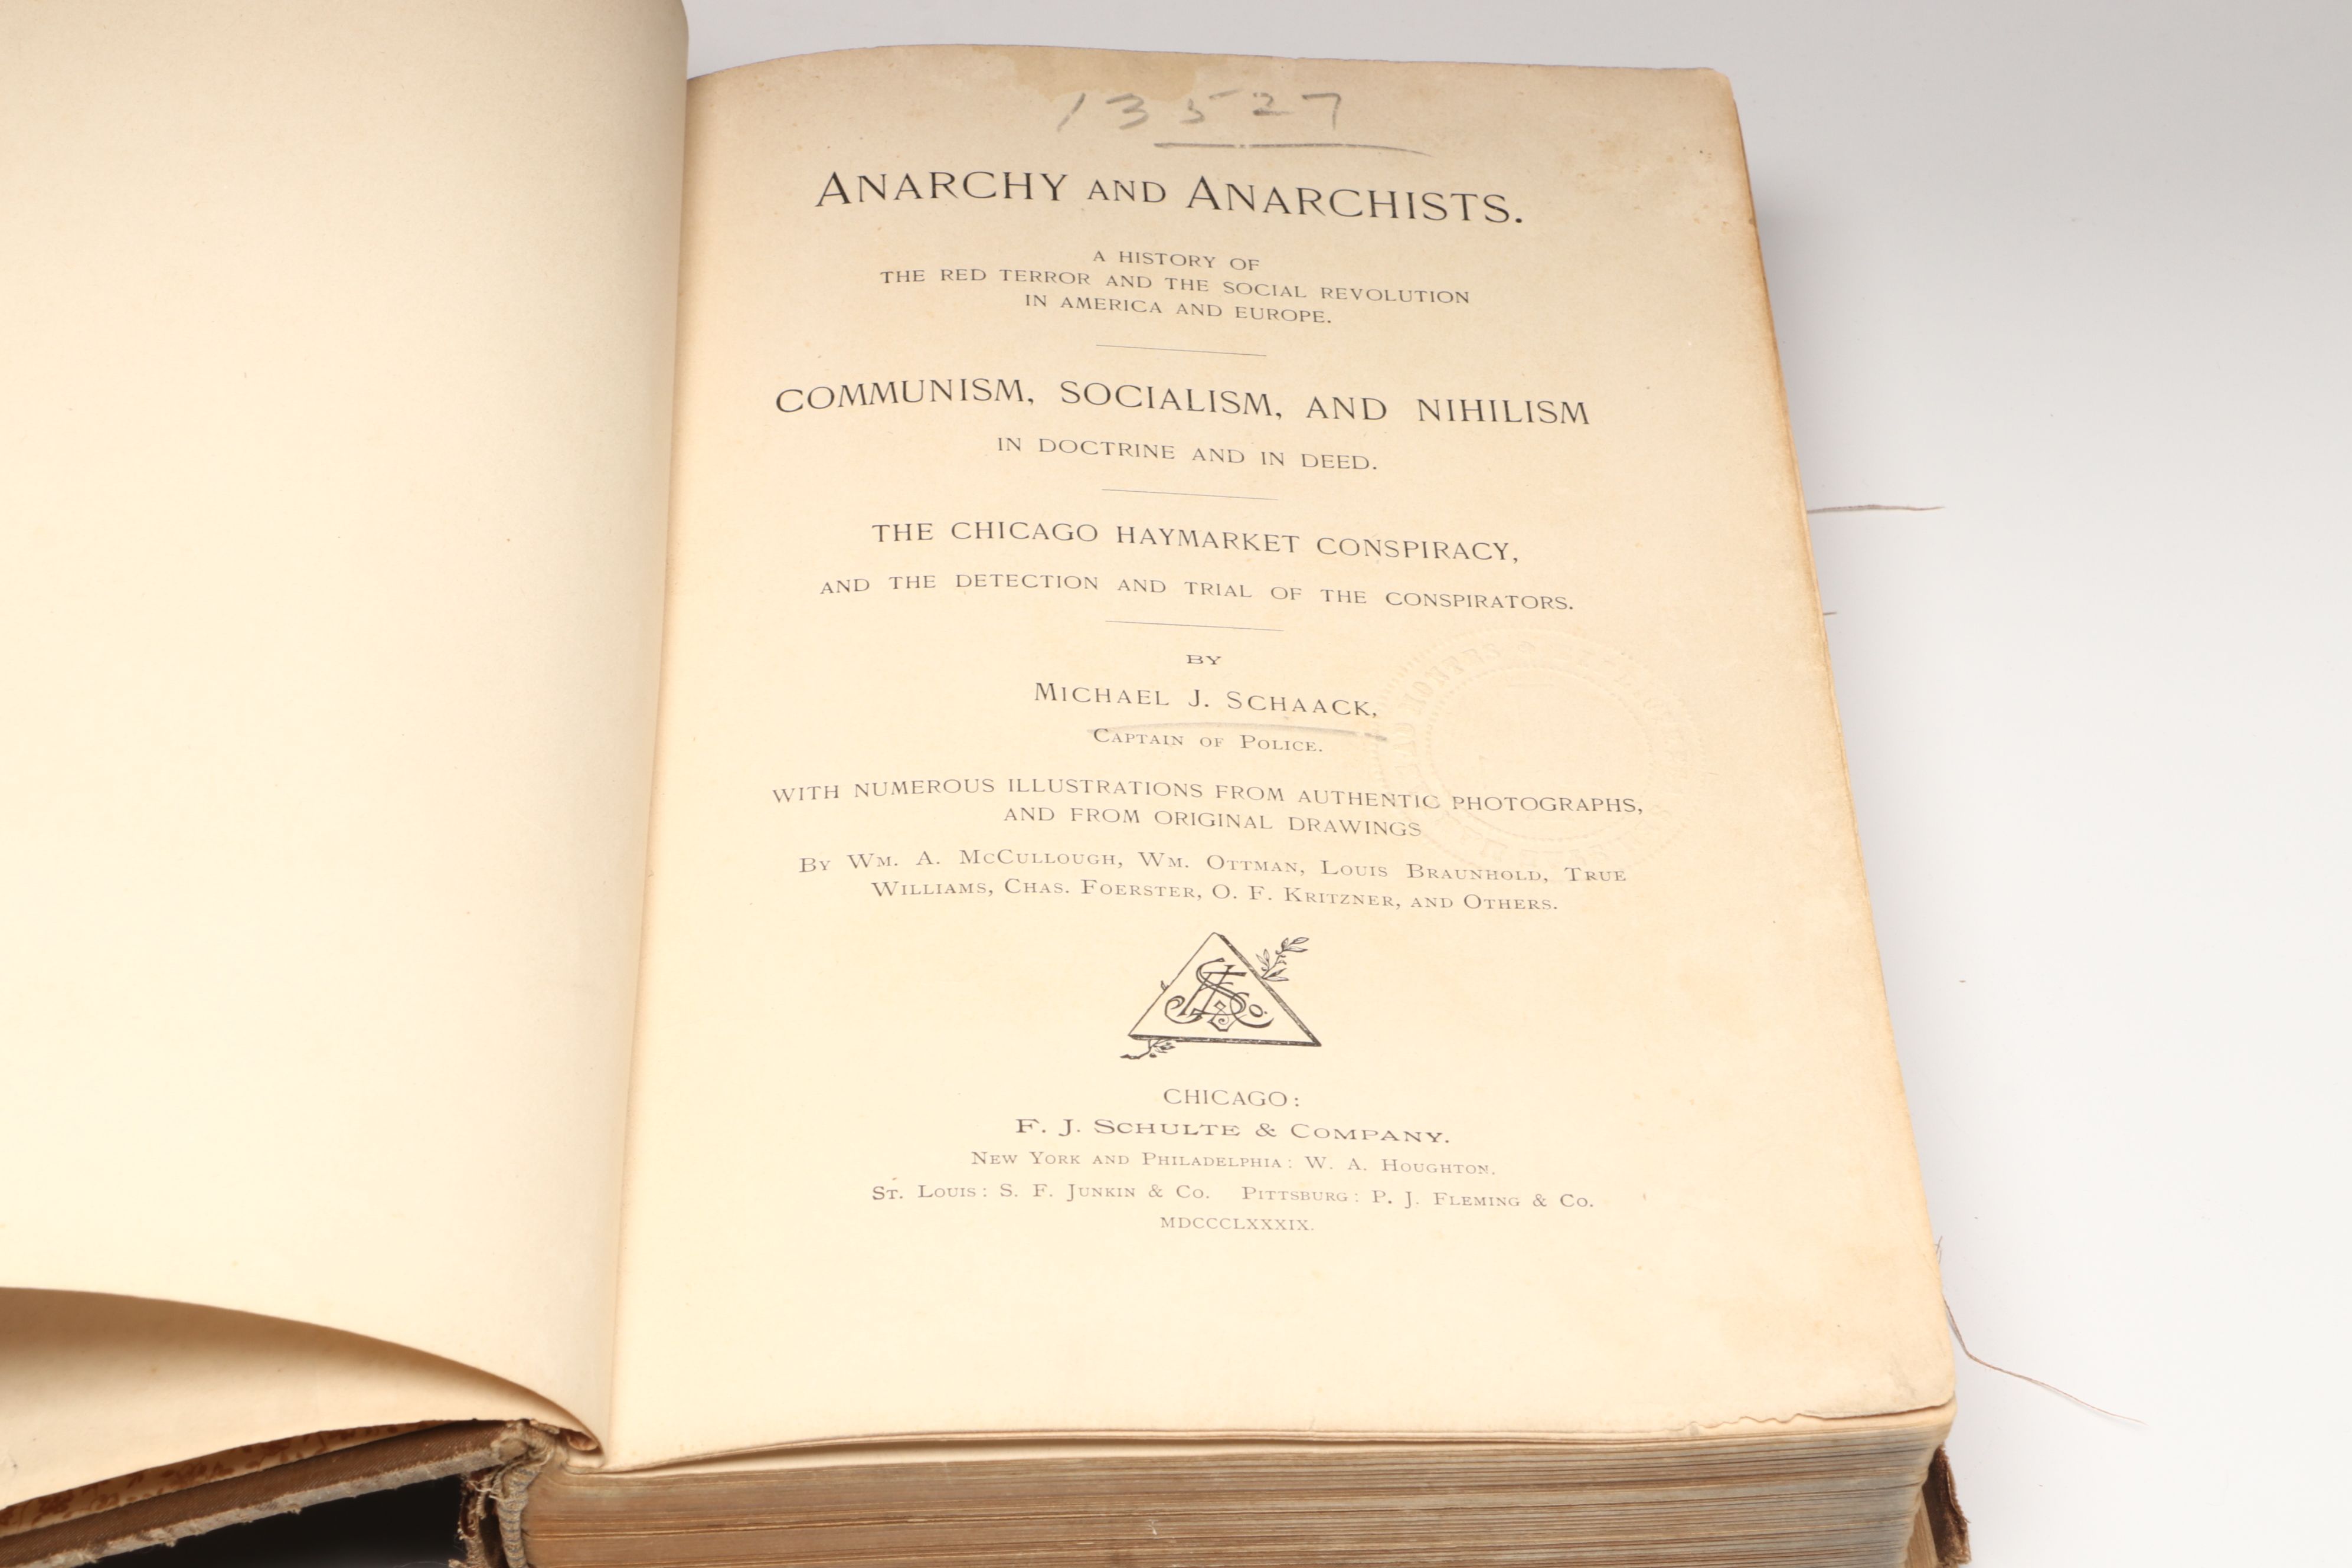 13527
ANARCHY AND ANARCHISTS.
A HISTORY OF
THE RED TERROR AND THE SOCIAL REVOLUTION
IN AMERICA AND EUROPE.
COMMUNISM, SOCIALISM, AND NIHILISM
IN DOCTRINE AND IN DEED.
THE CHICAGO HAYMARKET CONSPIRACY,
AND THE DETECTION AND TRIAL OF THE CONSPIRATORS.
BY
MICHAEL J. SCHAACK,
CAPTAIN OF POLICE.
WITH NUMEROUS ILLUSTRATIONS FROM AUTHENTIC PHOTOGRAPHS,
AND FROM ORIGINAL DRAWINGS
BY WM. A. MCCULLOUGH, WM. OTTMAN, LOUIS BRAUNHOLD, TRUE
WILLIAMS, CHAS. FOERSTER, O. F. KRITZNER, AND OTHERS.
CHICAGO:
F. J. SCHULTE & COMPANY.
NEW YORK AND PHILADELPHIA: W. A. HOUGHTON.
ST. LOUIS: S. F. JUNKIN & CO. PITTSBURG: P. J. FLEMING & CO.
MDCCCLXXXIX.